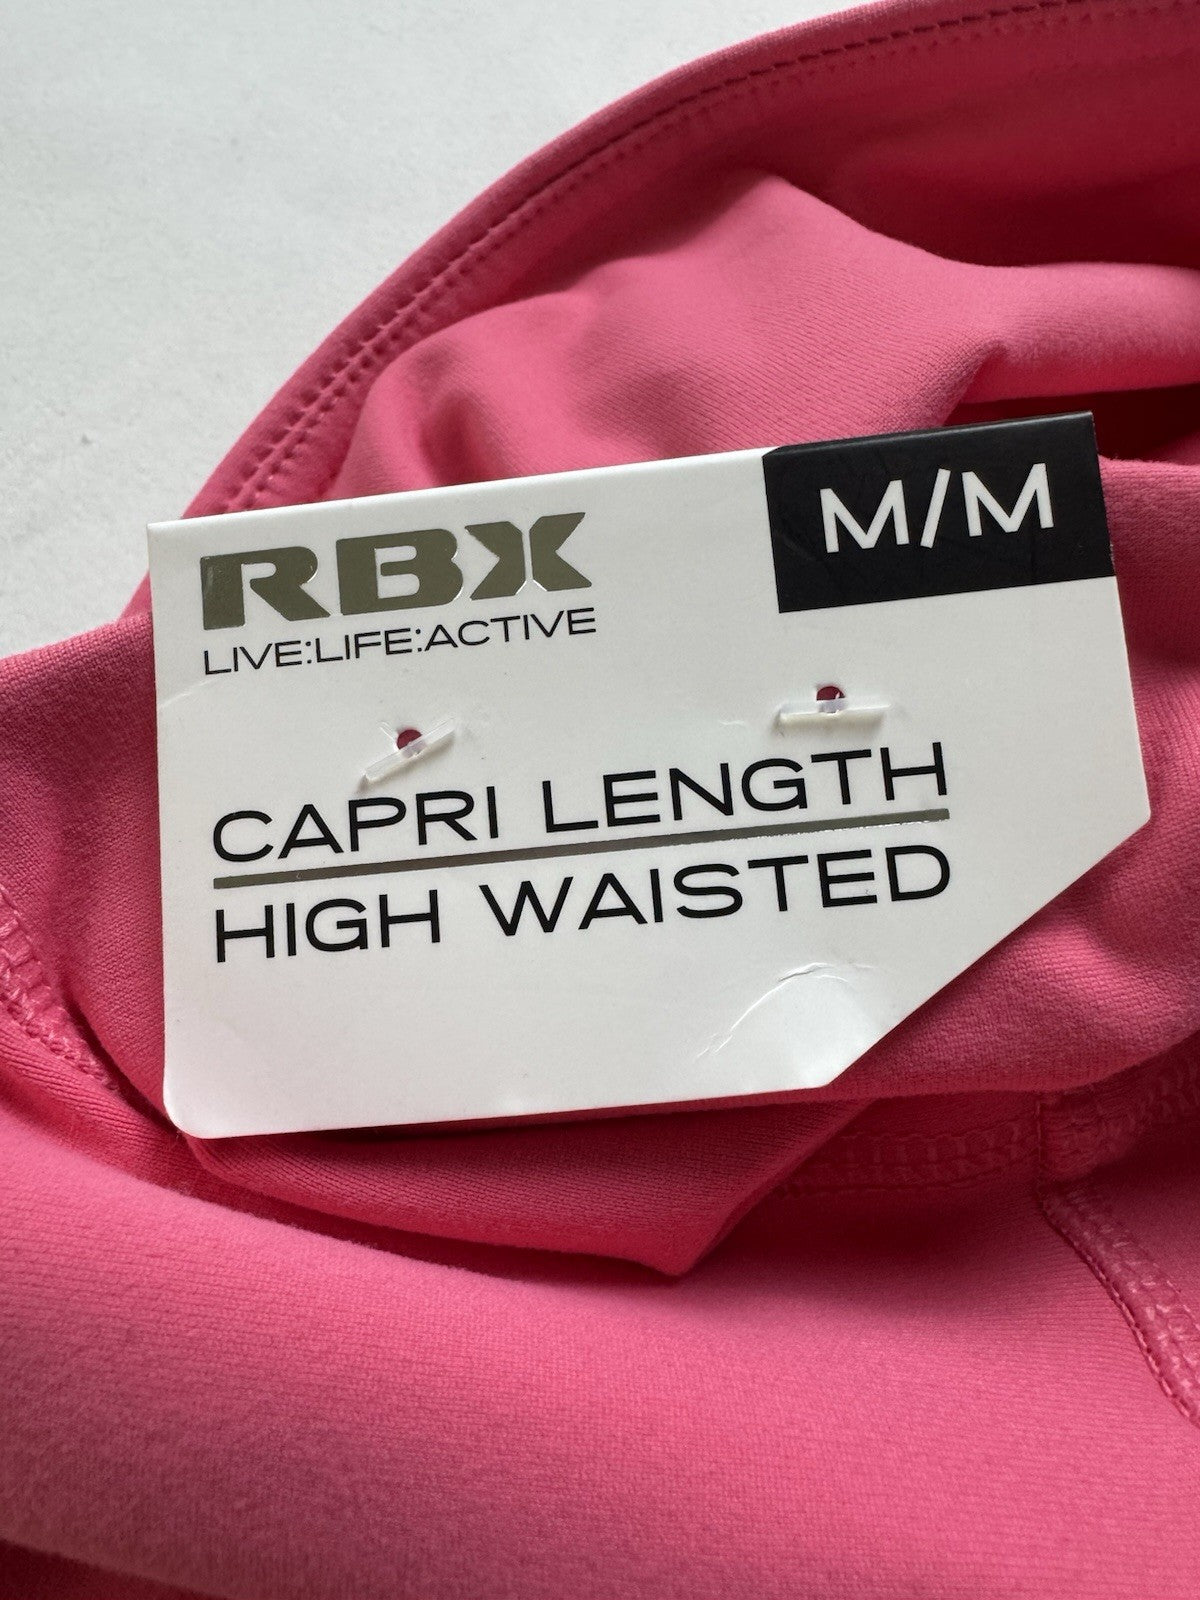 RBX
LIVE:LIFE:ACTIVE
M/M
CAPRI LENGTH
HIGH WAISTED